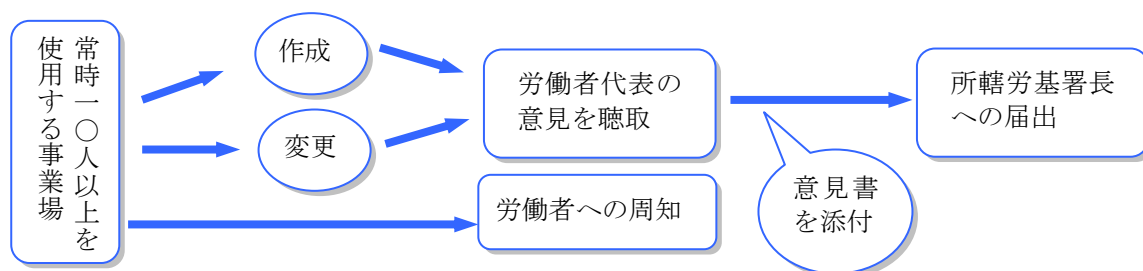 常時一〇人以上を
使用する事業場
作成
変更
労働者代表の
意見を聴取
所轄労基署長
への届出
労働者への周知
意見書
を添付